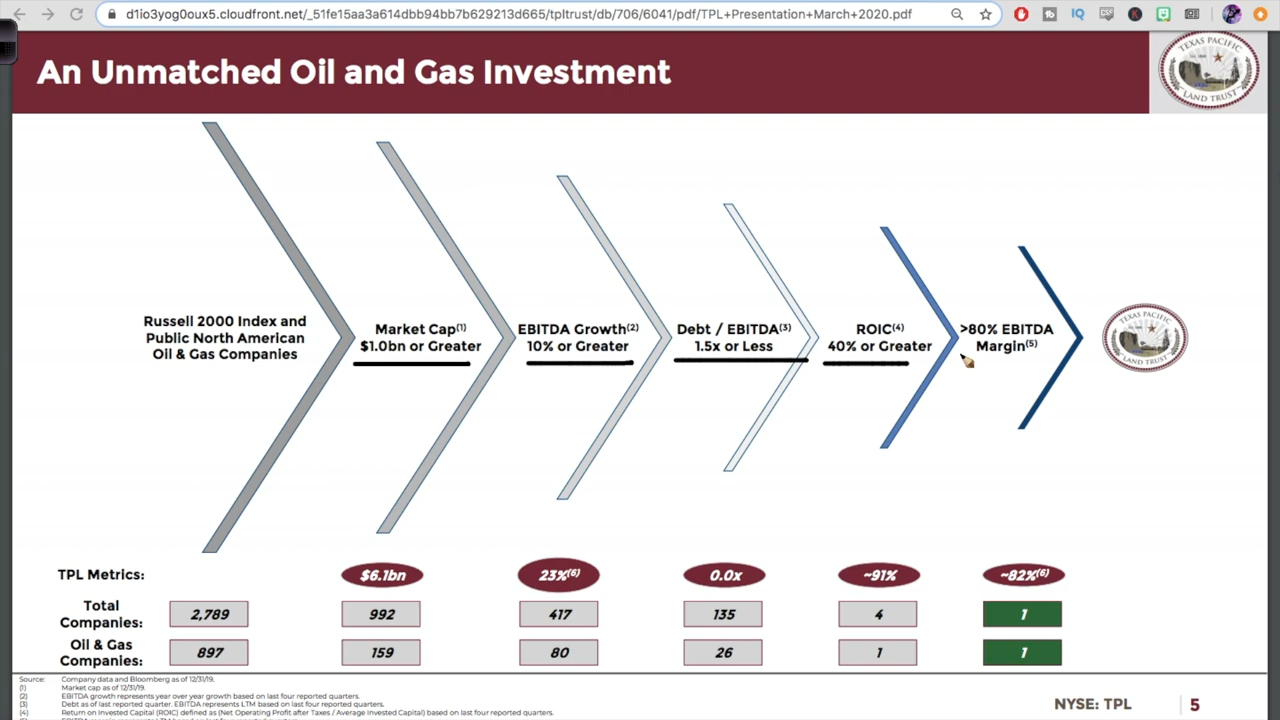 d1io3yog0oux5.cloudfront.net/_51fe15aa3a614dbb94bb7b629213d665/tpltrust/db/706/6041/pdf/TPL+Presentation+March+2020.pdf
An Unmatched Oil and Gas Investment
TEXAS PACIFIC
LAND TRUST
Russell 2000 Index and
Public North American
Oil & Gas Companies
Market Cap(1)
$1.0bn or Greater
EBITDA Growth(2)
10% or Greater
Debt / EBITDA(3)
1.5x or Less
ROIC(4)
40% or Greater
>80% EBITDA
Margin(5)
TEXAS PACIFIC
LAND TRUST
TPL Metrics:
$6.1bn
23%(6)
0.0x
~91%
~82%(6)
Total
Companies:
2,789
992
417
135
4
1
Oil & Gas
Companies:
897
159
80
26
1
1
Source: Company data and Bloomberg as of 12/31/19.
(1) Market cap as of 12/31/19.
(2) EBITDA growth represents year over year growth based on last four reported quarters.
(3) Debt as of last reported quarter. EBITDA represents LTM based on last four reported quarters.
(4) Return on Invested Capital (ROIC) defined as (Net Operating Profit after Taxes / Average Invested Capital) based on last four reported quarters.
NYSE: TPL
5